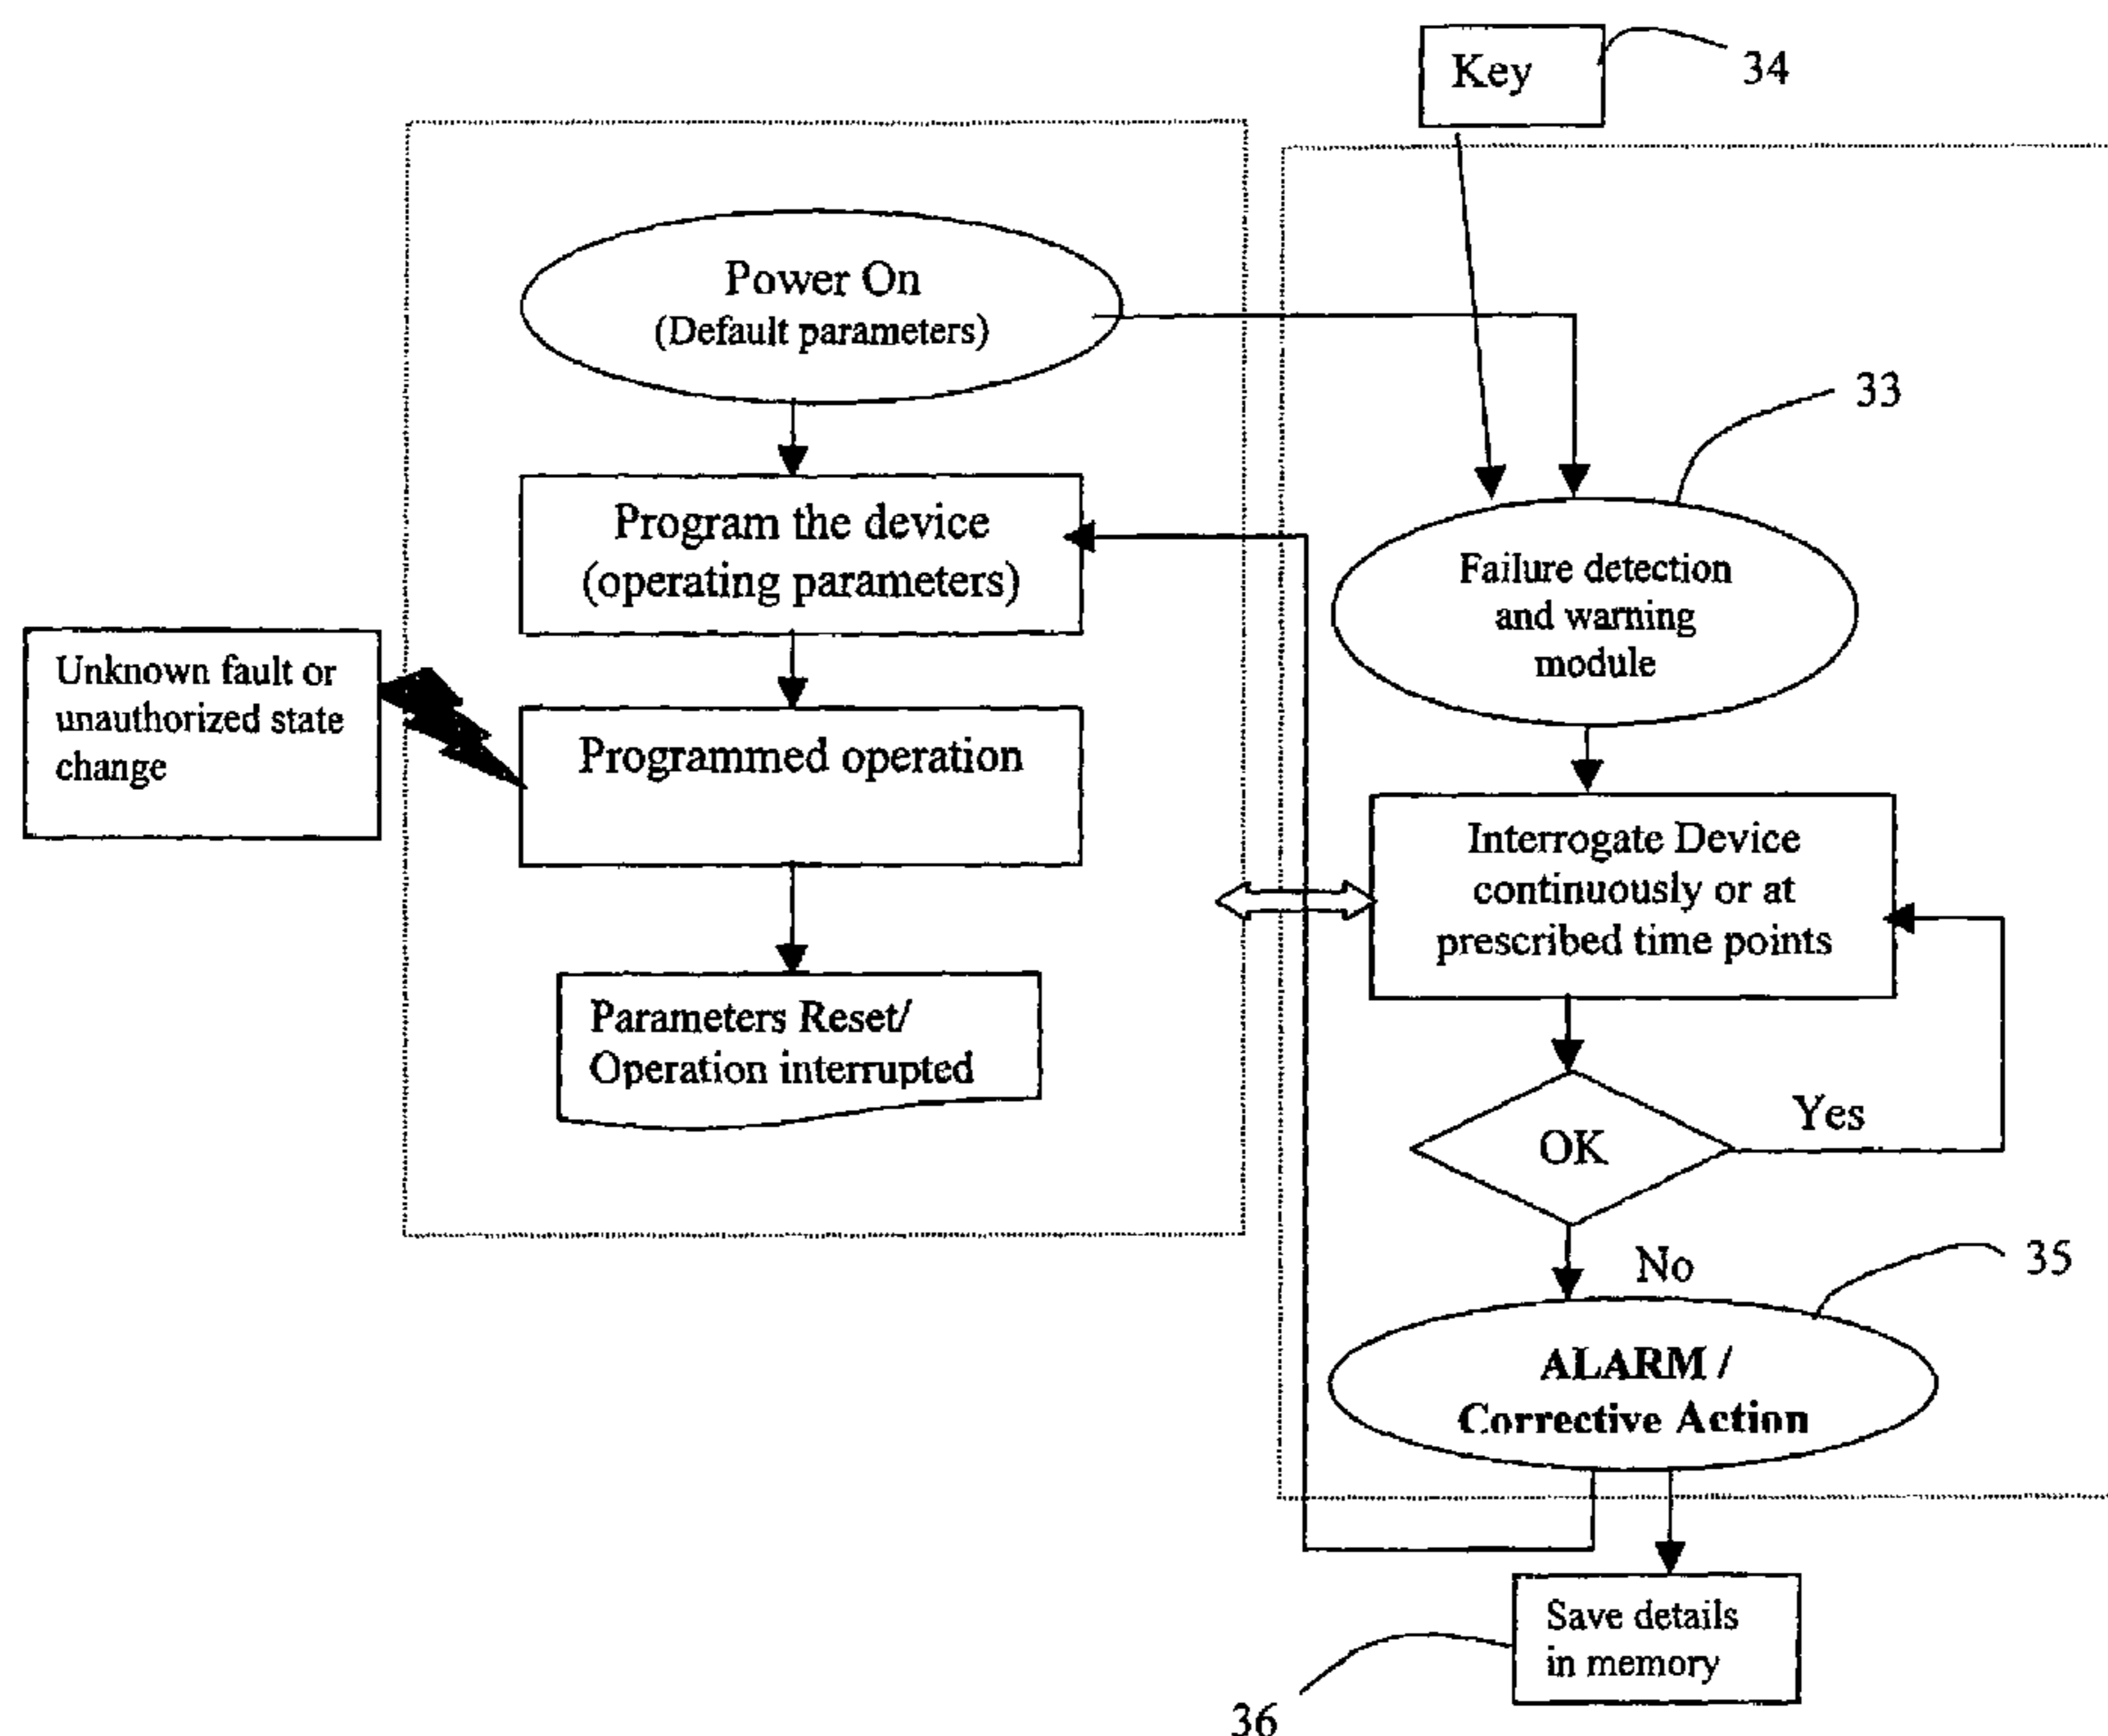 Key
34
Power On
(Default parameters)
33
Program the device
(operating parameters)
Failure detection
and warning
module
Unknown fault or
unauthorized state
change
Programmed operation
Interrogate Device
continuously or at
prescribed time points
Parameters Reset/
Operation interrupted
Yes
OK
No
35
ALARM /
Corrective Action
Save details
in memory
36